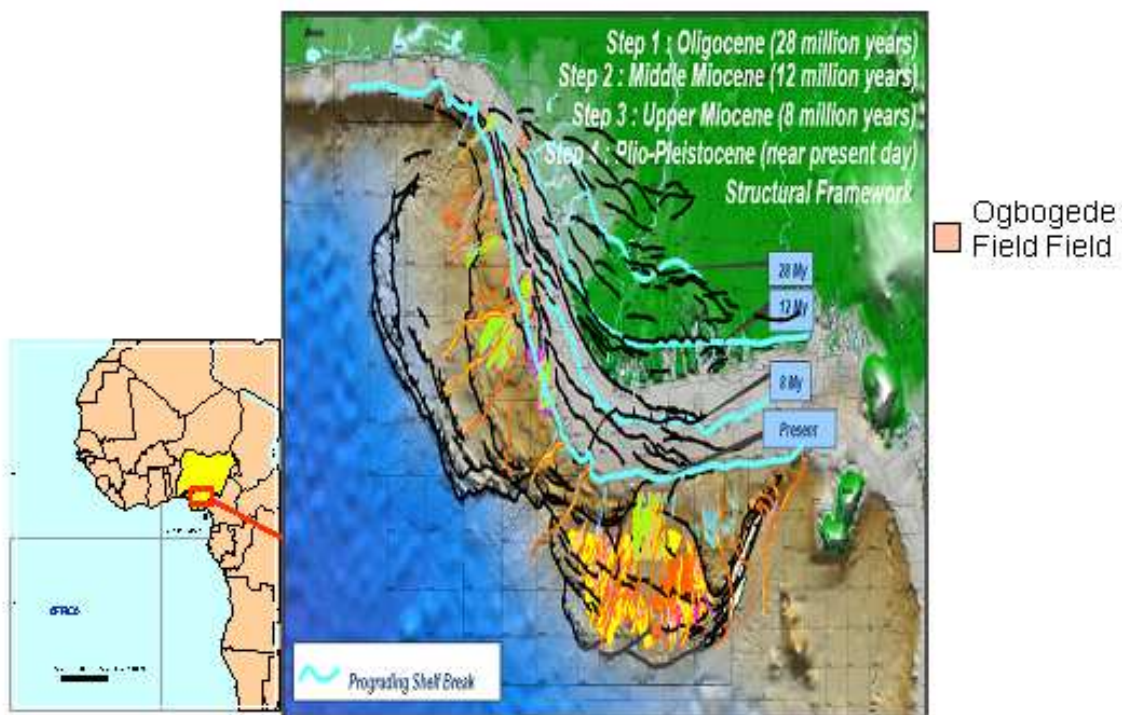 Step 1 : Oligocene (28 million years)
Step 2 : Middle Miocene (12 million years)
Step 3 : Upper Miocene (8 million years)
Step 4 : Plio-Pleistocene (near present day)
Structural Framework
Ogbogede
Field Field
28 My
12 My
8 My
Present
Prograding Shelf Break